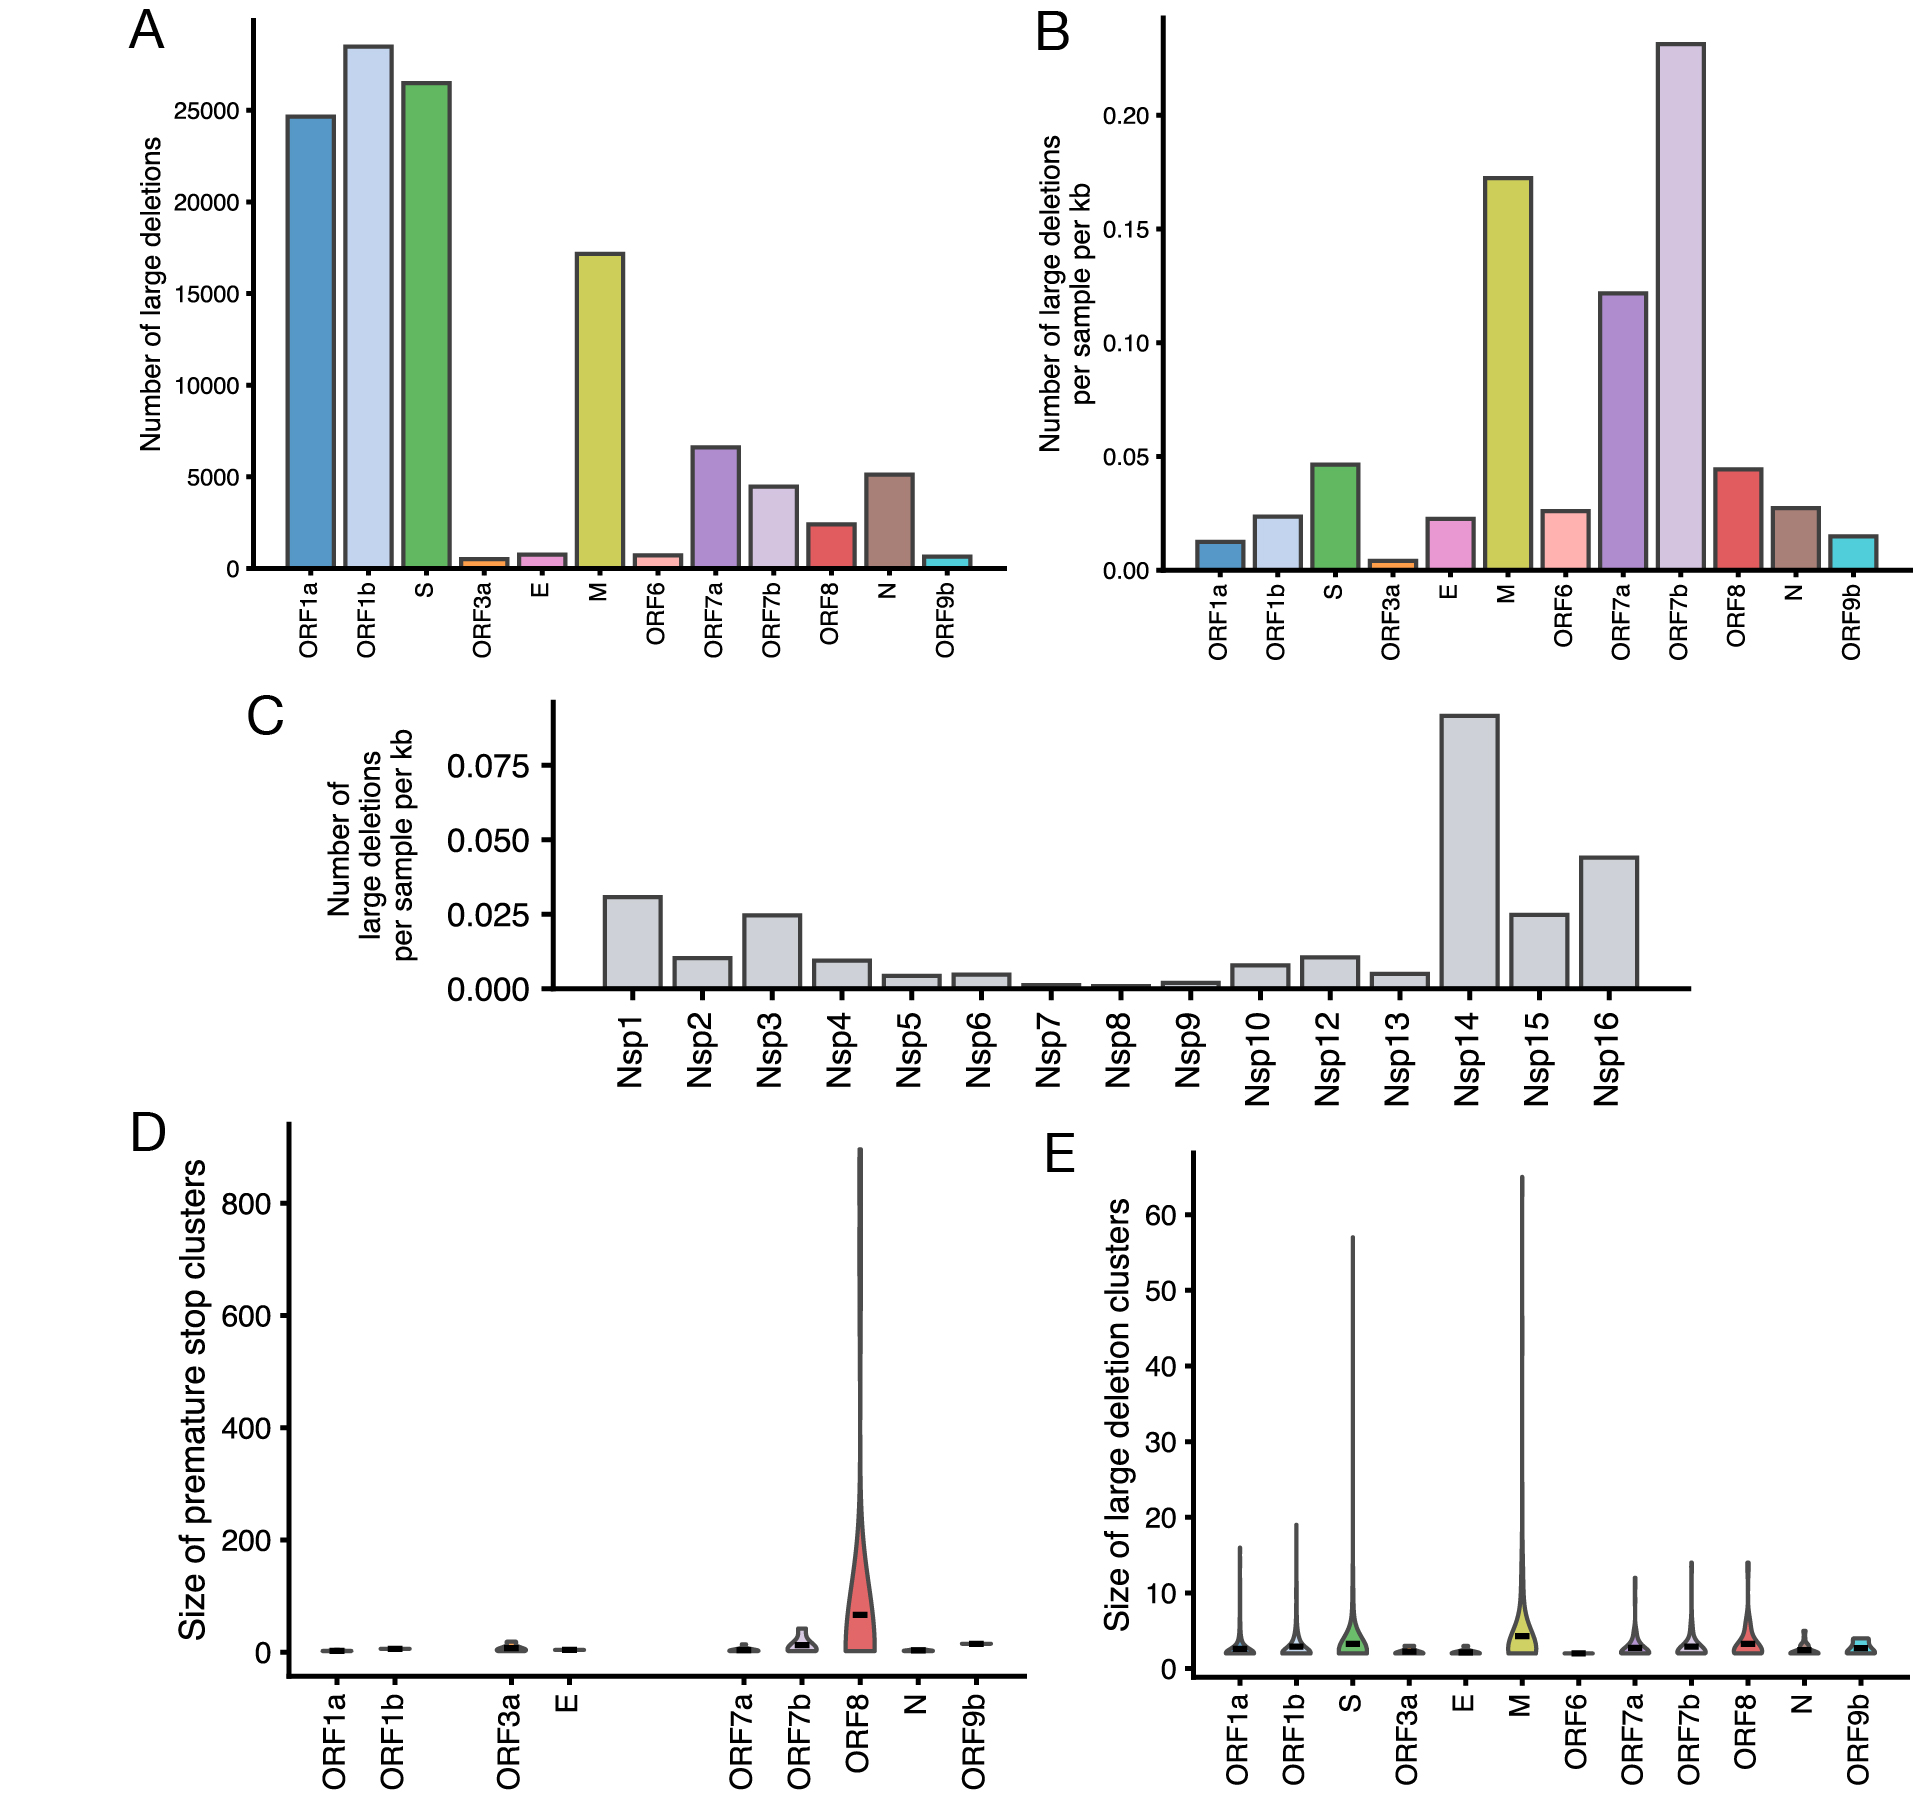 A
Number of large deletions
25000
20000
15000
10000
5000
0
ORF1a
ORF1b
S
ORF3a
E
M
ORF6
ORF7a
ORF7b
ORF8
N
ORF9b
B
Number of large deletions
per sample per kb
0.20
0.15
0.10
0.05
0.00
ORF1a
ORF1b
S
ORF3a
E
M
ORF6
ORF7a
ORF7b
ORF8
N
ORF9b
C
Number of
large deletions
per sample per kb
0.075
0.050
0.025
0.000
Nsp1
Nsp2
Nsp3
Nsp4
Nsp5
Nsp6
Nsp7
Nsp8
Nsp9
Nsp10
Nsp12
Nsp13
Nsp14
Nsp15
Nsp16
D
Size of premature stop clusters
800
600
400
200
0
ORF1a
ORF1b
ORF3a
E
ORF7a
ORF7b
ORF8
N
ORF9b
E
Size of large deletion clusters
60
50
40
30
20
10
0
ORF1a
ORF1b
S
ORF3a
E
M
ORF6
ORF7a
ORF7b
ORF8
N
ORF9b